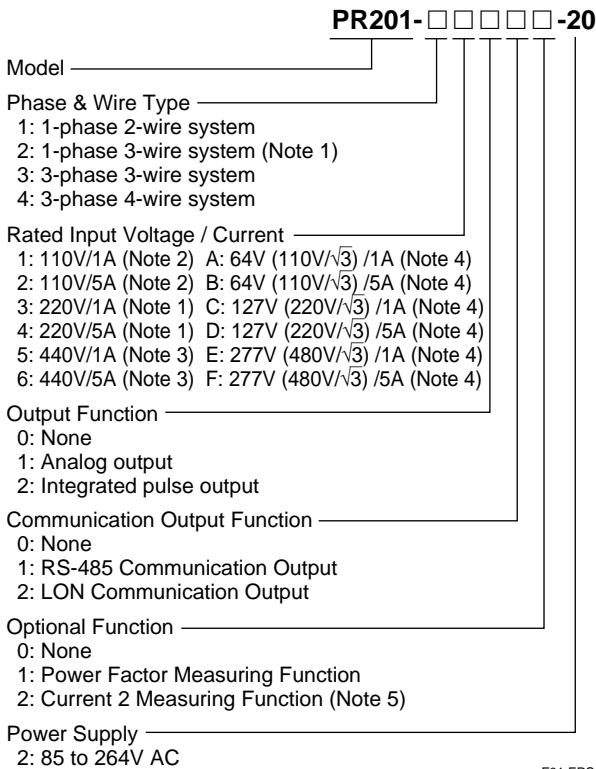 PR201-□□□□□-20
Model
Phase & Wire Type
1: 1-phase 2-wire system
2: 1-phase 3-wire system (Note 1)
3: 3-phase 3-wire system
4: 3-phase 4-wire system
Rated Input Voltage / Current
1: 110V/1A (Note 2) A: 64V (110V/√3) /1A (Note 4)
2: 110V/5A (Note 2) B: 64V (110V/√3) /5A (Note 4)
3: 220V/1A (Note 1) C: 127V (220V/√3) /1A (Note 4)
4: 220V/5A (Note 1) D: 127V (220V/√3) /5A (Note 4)
5: 440V/1A (Note 3) E: 277V (480V/√3) /1A (Note 4)
6: 440V/5A (Note 3) F: 277V (480V/√3) /5A (Note 4)
Output Function
0: None
1: Analog output
2: Integrated pulse output
Communication Output Function
0: None
1: RS-485 Communication Output
2: LON Communication Output
Optional Function
0: None
1: Power Factor Measuring Function
2: Current 2 Measuring Function (Note 5)
Power Supply
2: 85 to 264V AC